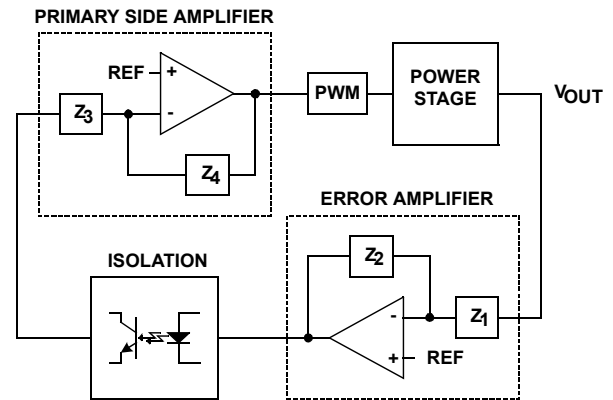 PRIMARY SIDE AMPLIFIER
REF
+
-
Z3
Z4
PWM
POWER
STAGE
VOUT
ERROR AMPLIFIER
ISOLATION
Z2
-
Z1
+
REF